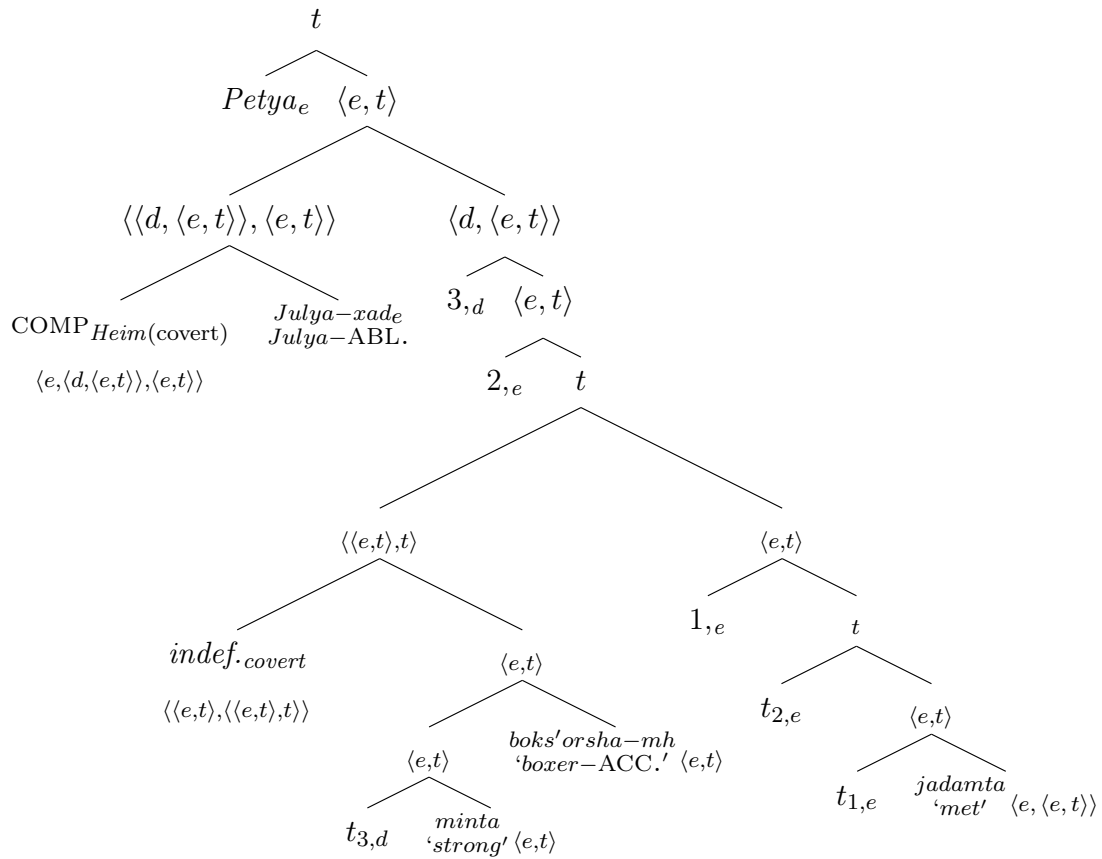 t
Petya_e ⟨e, t⟩
⟨⟨d, ⟨e, t⟩⟩, ⟨e, t⟩⟩ ⟨d, ⟨e, t⟩⟩
COMP_Heim(covert) Julya−xad_e 3,_d ⟨e, t⟩
Julya−ABL.
⟨e,⟨d,⟨e,t⟩⟩,⟨e,t⟩⟩ 2,_e t
⟨⟨e,t⟩,t⟩ ⟨e,t⟩
indef._covert ⟨e,t⟩ 1,_e t
⟨⟨e,t⟩,⟨⟨e,t⟩,t⟩⟩
⟨e,t⟩ boks′orsha−mh t_2,e ⟨e,t⟩
‘boxer−ACC.′ ⟨e,t⟩
t_3,d minta t_1,e jadamta
‘strong′ ⟨e,t⟩ ‘met′ ⟨e, ⟨e, t⟩⟩